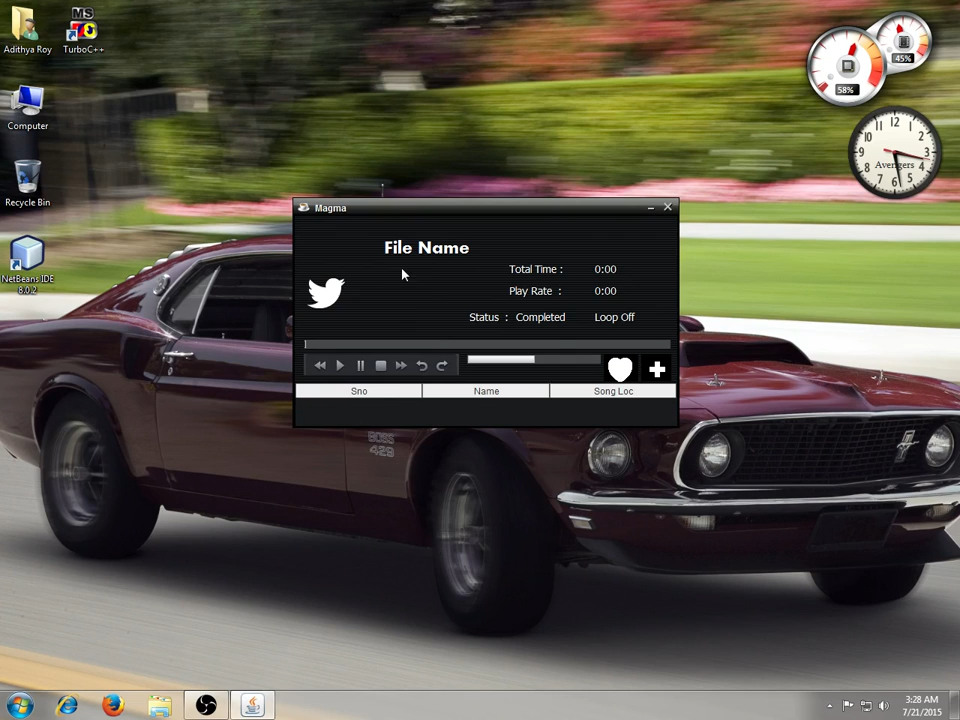 Adithya Roy
MS
TurboC++
Computer
Recycle Bin
NetBeans IDE
8.0.2
45%
58%
12
11
1
10
2
9
3
8
4
7
5
6
Avengers
Magma
File Name
Total Time :
0:00
Play Rate :
0:00
Status : Completed
Loop Off
Sno
Name
Song Loc
BOSS
429
3:28 AM
7/21/2015